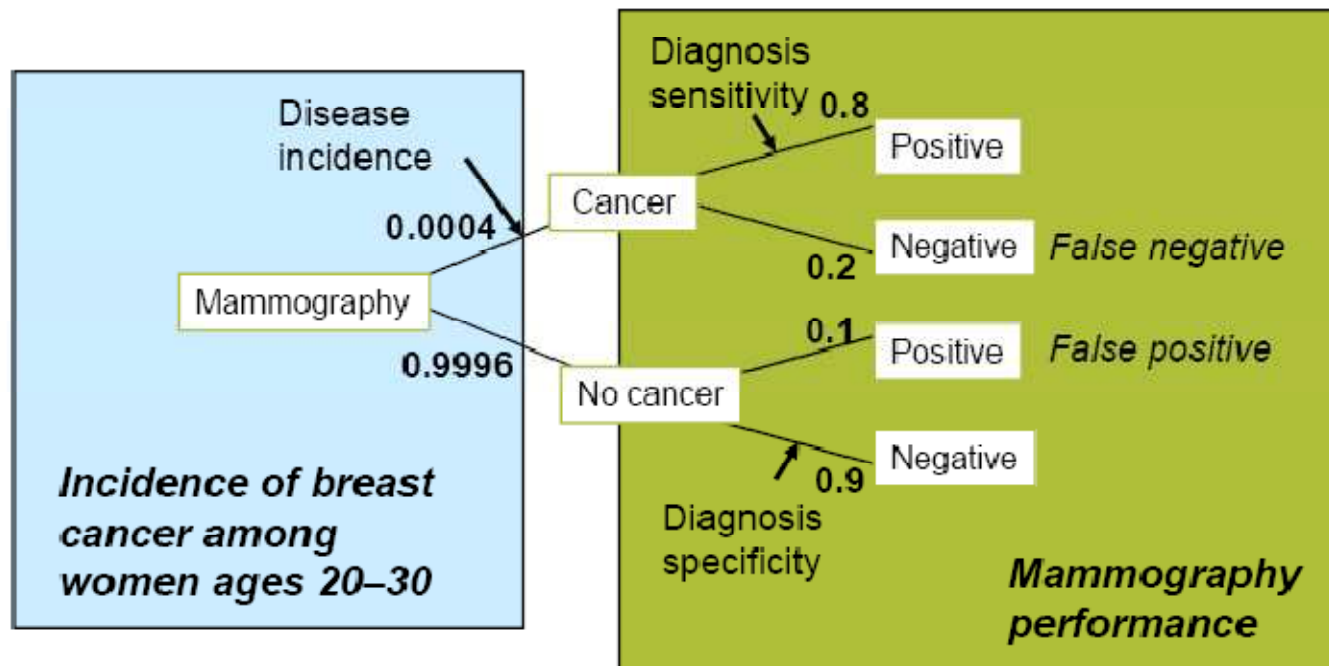 Disease
incidence
0.0004
Mammography
0.9996
Incidence of breast
cancer among
women ages 20–30
Diagnosis
sensitivity
0.8
Positive
Cancer
Negative
False negative
0.2
0.1
Positive
False positive
No cancer
Negative
0.9
Diagnosis
specificity
Mammography
performance